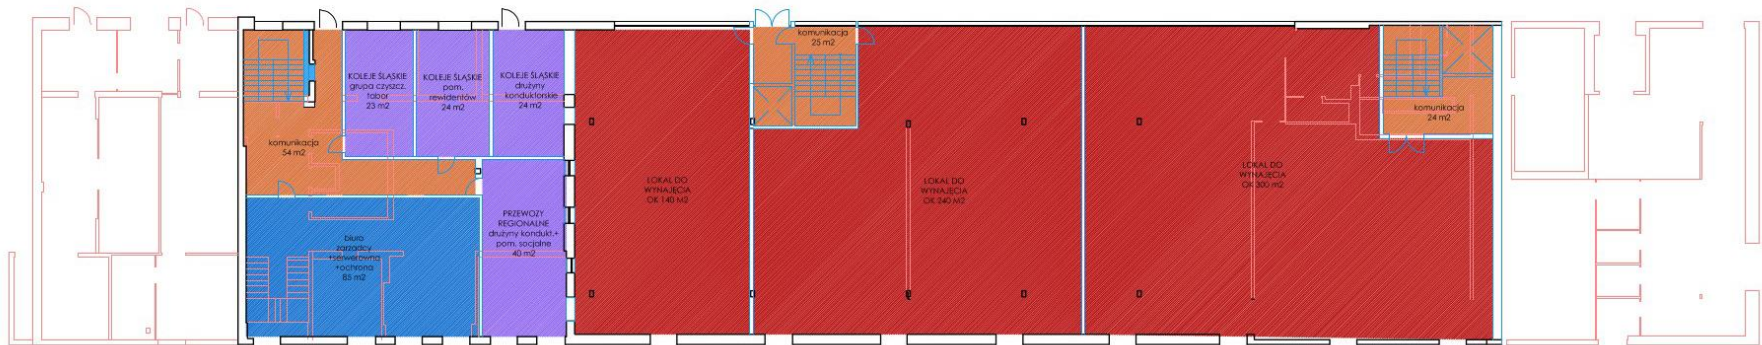 KOLEJE ŚLĄSKIE
grupa czyszcz.
tabor
23 m2
KOLEJE ŚLĄSKIE
pom.
rewidentów
24 m2
KOLEJE ŚLĄSKIE
drużyny
konduktorskie
24 m2
komunikacja
25 m2
komunikacja
24 m2
komunikacja
54 m2
LOKAL DO
WYNAJĘCIA
OK 140 M2
LOKAL DO
WYNAJĘCIA
OK 240 M2
LOKAL DO
WYNAJĘCIA
OK 300 m2
PRZEWOZY
REGIONALNE
drużyny kondukt.+
pom. socjalne
40 m2
biura
zarządcy
+serwerownia
+ochrona
85 m2